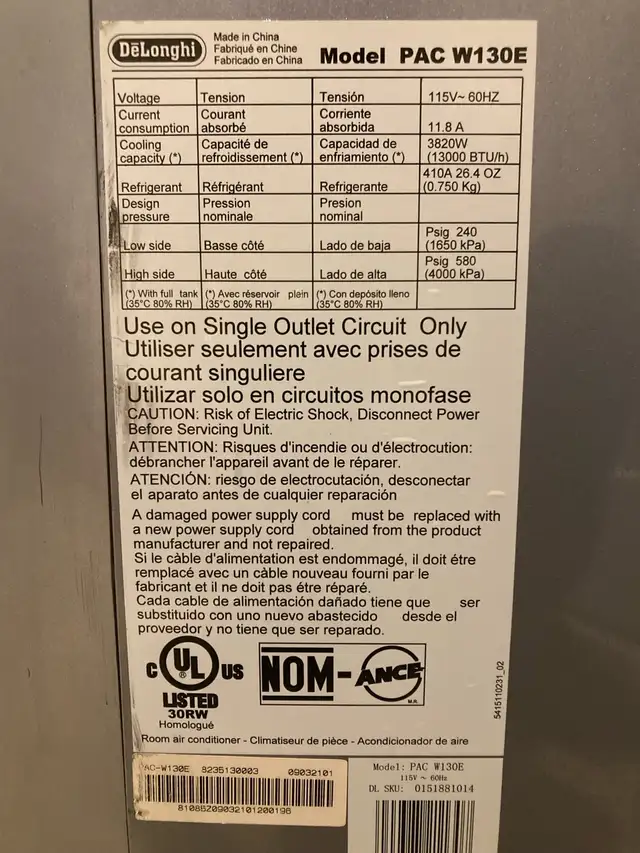 DeLonghi
Made in China
Fabriqué en Chine
Fabricado en China
Model PAC W130E
Voltage Tension Tensión 115V~ 60HZ
Current consumption Courant absorbé Corriente absorbida 11.8 A
Cooling capacity (*) Capacité de refroidissement (*) Capacidad de enfriamiento (*) 3820W (13000 BTU/h)
Refrigerant Réfrigérant Refrigerante 410A 26.4 OZ (0.750 Kg)
Design pressure Pression nominale Presion nominal
Low side Basse côté Lado de baja Psig 240 (1650 kPa)
High side Haute côté Lado de alta Psig 580 (4000 kPa)
(*) With full tank (35°C 80% RH) (*) Avec réservoir plein (35°C 80% RH) (*) Con depósito lleno (35°C 80% RH)
Use on Single Outlet Circuit Only
Utiliser seulement avec prises de
courant singuliere
Utilizar solo en circuitos monofase
CAUTION: Risk of Electric Shock, Disconnect Power
Before Servicing Unit.
ATTENTION: Risques d'incendie ou d'électrocution:
débrancher l'appareil avant de le réparer.
ATENCIÓN: riesgo de electrocutación, desconectar
el aparato antes de cualquier reparación
A damaged power supply cord must be replaced with
a new power supply cord obtained from the product
manufacturer and not repaired.
Si le càble d'alimentation est endommagé, il doit étre
remplacé avec un càble nouveau fourni par le
fabricant et il ne doit pas étre réparé.
Cada cable de alimentación dañado tiene que ser
substituido con uno nuevo abastecido desde el
proveedor y no tiene que ser reparado.
C UL ® US
LISTED
30RW
Homologué
NOM-ANCE
M.R.
5415110231_02
Room air conditioner - Climatiseur de pièce - Acondicionador de aire
PAC-W130E 8235130003 09032101
81088Z09032101200196
Model: PAC W130E
115V ~ 60Hz
DL SKU: 0151881014